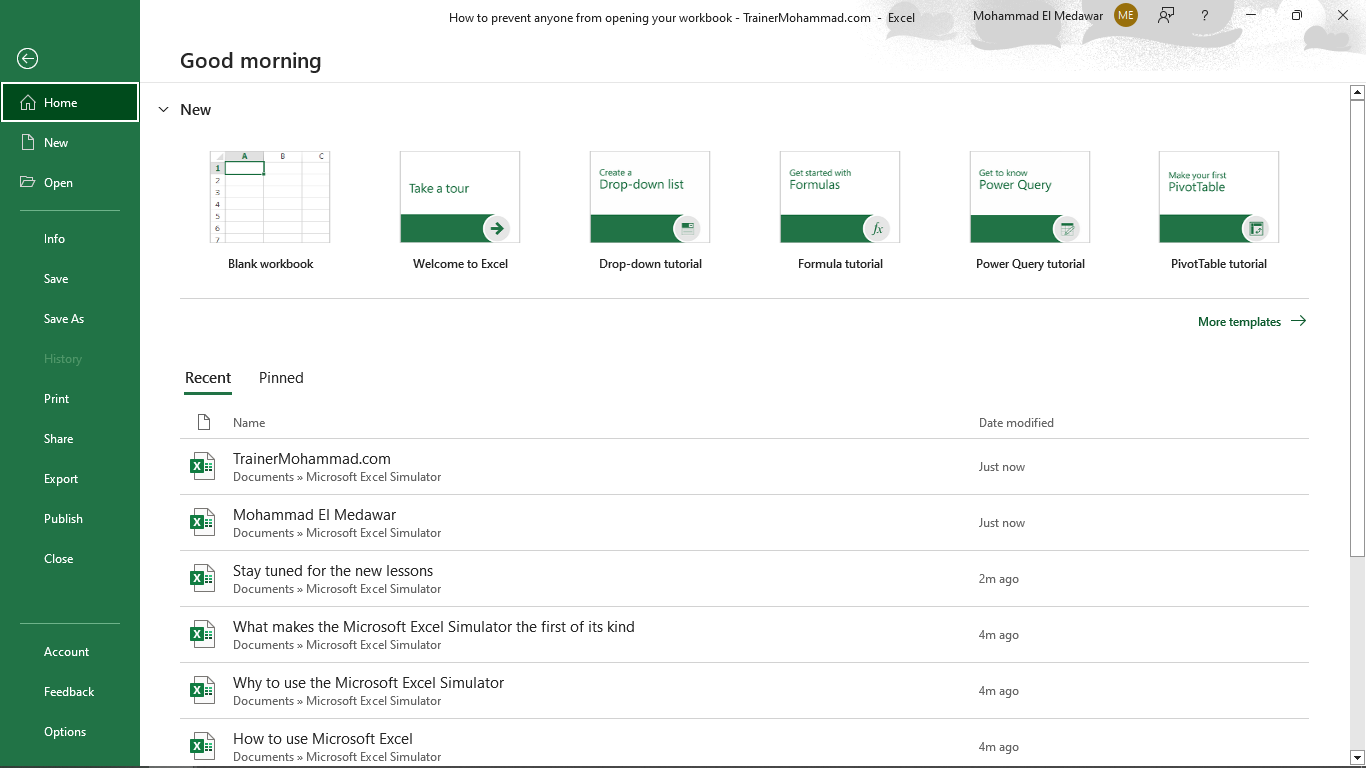 How to prevent anyone from opening your workbook - TrainerMohammad.com - Excel
Mohammad El Medawar
ME
?
Good morning
Home
New
Open
Info
Save
Save As
History
Print
Share
Export
Publish
Close
Account
Feedback
Options
New
A B C
1
2
3
4
5
6
7
Blank workbook
Take a tour
Welcome to Excel
Create a
Drop-down list
Drop-down tutorial
Get started with
Formulas
fx
Formula tutorial
Get to know
Power Query
Power Query tutorial
Make your first
PivotTable
PivotTable tutorial
More templates
Recent Pinned
Name Date modified
TrainerMohammad.com
Documents » Microsoft Excel Simulator
Just now
Mohammad El Medawar
Documents » Microsoft Excel Simulator
Just now
Stay tuned for the new lessons
Documents » Microsoft Excel Simulator
2m ago
What makes the Microsoft Excel Simulator the first of its kind
Documents » Microsoft Excel Simulator
4m ago
Why to use the Microsoft Excel Simulator
Documents » Microsoft Excel Simulator
4m ago
How to use Microsoft Excel
Documents » Microsoft Excel Simulator
4m ago